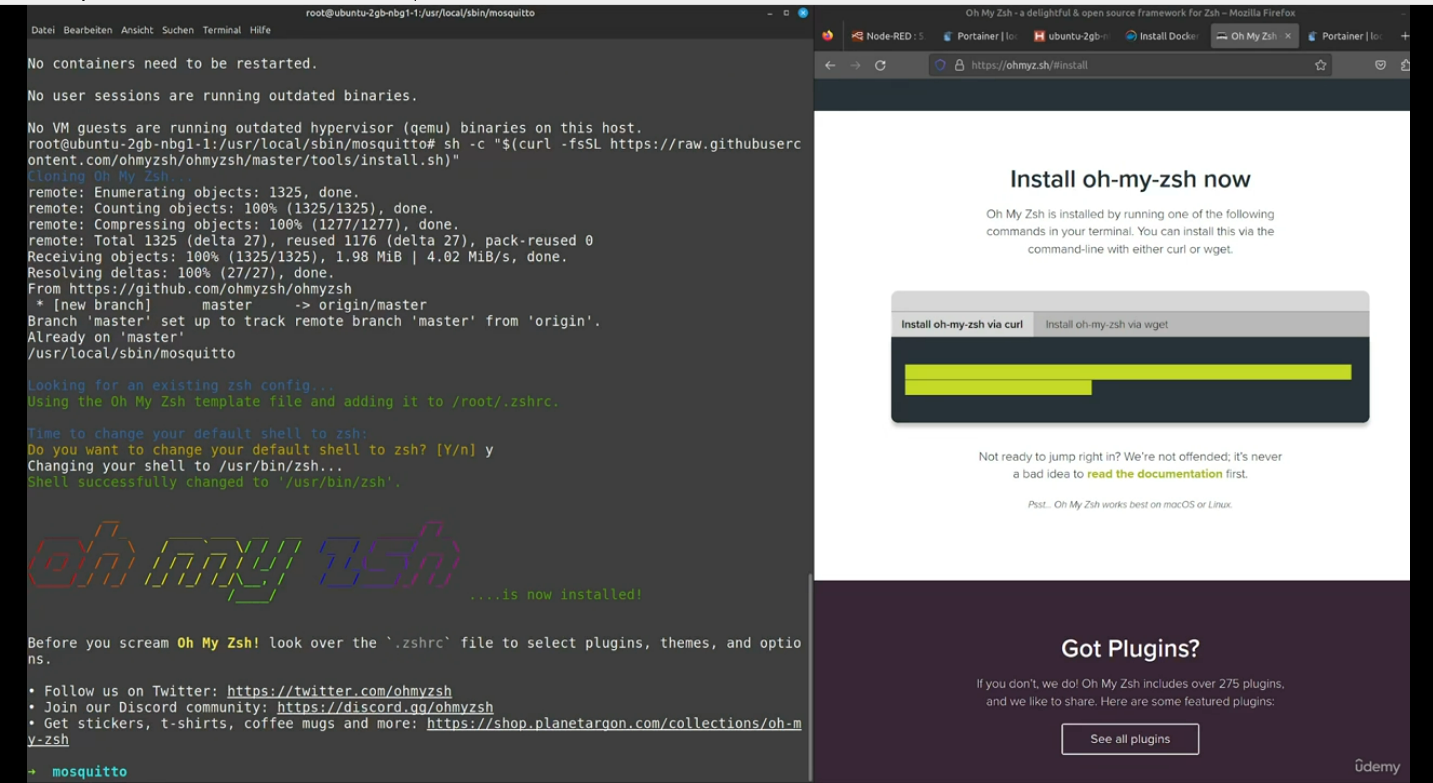 root@ubuntu-2gb-nbg1-1:/usr/local/sbin/mosquitto
Datei Bearbeiten Ansicht Suchen Terminal Hilfe
No containers need to be restarted.
No user sessions are running outdated binaries.
No VM guests are running outdated hypervisor (qemu) binaries on this host.
root@ubuntu-2gb-nbg1-1:/usr/local/sbin/mosquitto# sh -c "$(curl -fsSL https://raw.githubuserc
ontent.com/ohmyzsh/ohmyzsh/master/tools/install.sh)"
Cloning Oh My Zsh...
remote: Enumerating objects: 1325, done.
remote: Counting objects: 100% (1325/1325), done.
remote: Compressing objects: 100% (1277/1277), done.
remote: Total 1325 (delta 27), reused 1176 (delta 27), pack-reused 0
Receiving objects: 100% (1325/1325), 1.98 MiB | 4.02 MiB/s, done.
Resolving deltas: 100% (27/27), done.
From https://github.com/ohmyzsh/ohmyzsh
* [new branch]      master     -> origin/master
Branch 'master' set up to track remote branch 'master' from 'origin'.
Already on 'master'
/usr/local/sbin/mosquitto
Looking for an existing zsh config...
Using the Oh My Zsh template file and adding it to /root/.zshrc.
Time to change your default shell to zsh:
Do you want to change your default shell to zsh? [Y/n] y
Changing your shell to /usr/bin/zsh...
Shell successfully changed to '/usr/bin/zsh'.
oh my zsh
....is now installed!
Before you scream Oh My Zsh! look over the `.zshrc` file to select plugins, themes, and optio
ns.
• Follow us on Twitter: https://twitter.com/ohmyzsh
• Join our Discord community: https://discord.gg/ohmyzsh
• Get stickers, t-shirts, coffee mugs and more: https://shop.planetargon.com/collections/oh-m
y-zsh
→ mosquitto
Oh My Zsh - a delightful & open source framework for Zsh – Mozilla Firefox
Node-RED : 5 Portainer | loc ubuntu-2gb-n Install Docker Oh My Zsh × Portainer | loc +
https://ohmyz.sh/#install
Install oh-my-zsh now
Oh My Zsh is installed by running one of the following
commands in your terminal. You can install this via the
command-line with either curl or wget.
Install oh-my-zsh via curl Install oh-my-zsh via wget
Not ready to jump right in? We're not offended; it's never
a bad idea to read the documentation first.
Psst... Oh My Zsh works best on macOS or Linux.
Got Plugins?
If you don't, we do! Oh My Zsh includes over 275 plugins,
and we like to share. Here are some featured plugins:
See all plugins
ûdemy